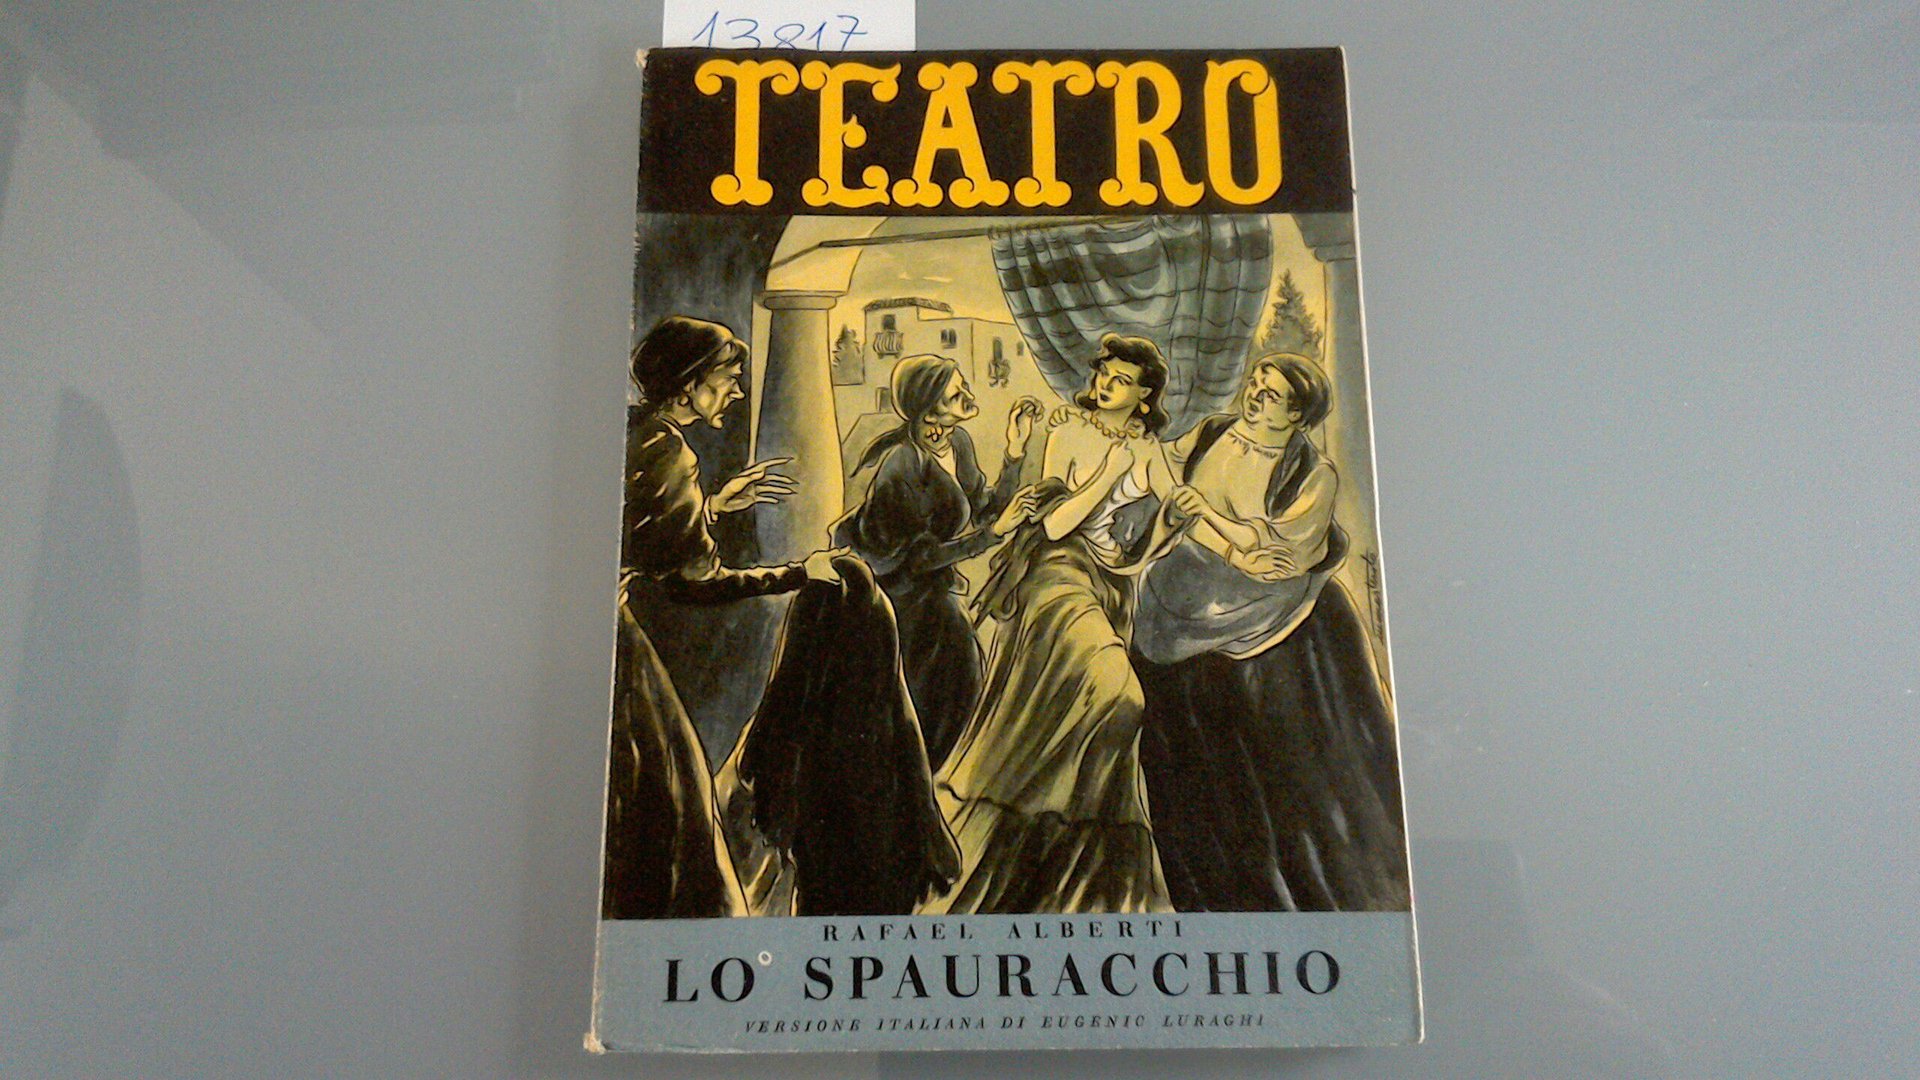 13817
TEATRO
RAFAEL ALBERTI
LO SPAURACCHIO
VERSIONE ITALIANA DI EUGENIO LURAGHI